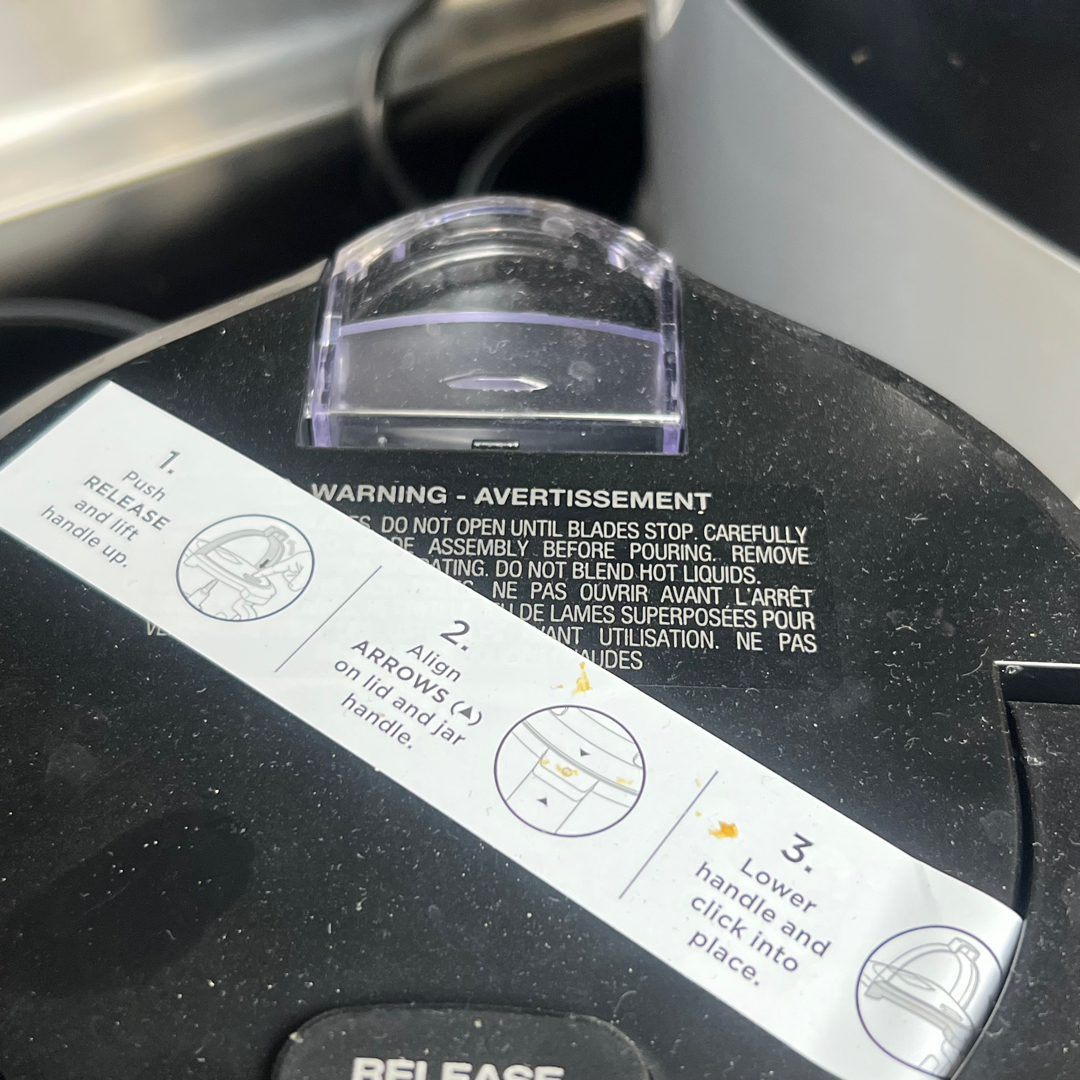 WARNING - AVERTISSEMENT
DO NOT OPEN UNTIL BLADES STOP. CAREFULLY
ASSEMBLY BEFORE POURING. REMOVE
DO NOT BLEND HOT LIQUIDS.
NE PAS OUVRIR AVANT L'ARRÊT
DE LAMES SUPERPOSÉES POUR
UTILISATION. NE PAS
1.
Push
RELEASE
and lift
handle up.
2.
Align
ARROWS (▲)
on lid and jar
handle.
3.
Lower
handle and
click into
place.
RELEASE